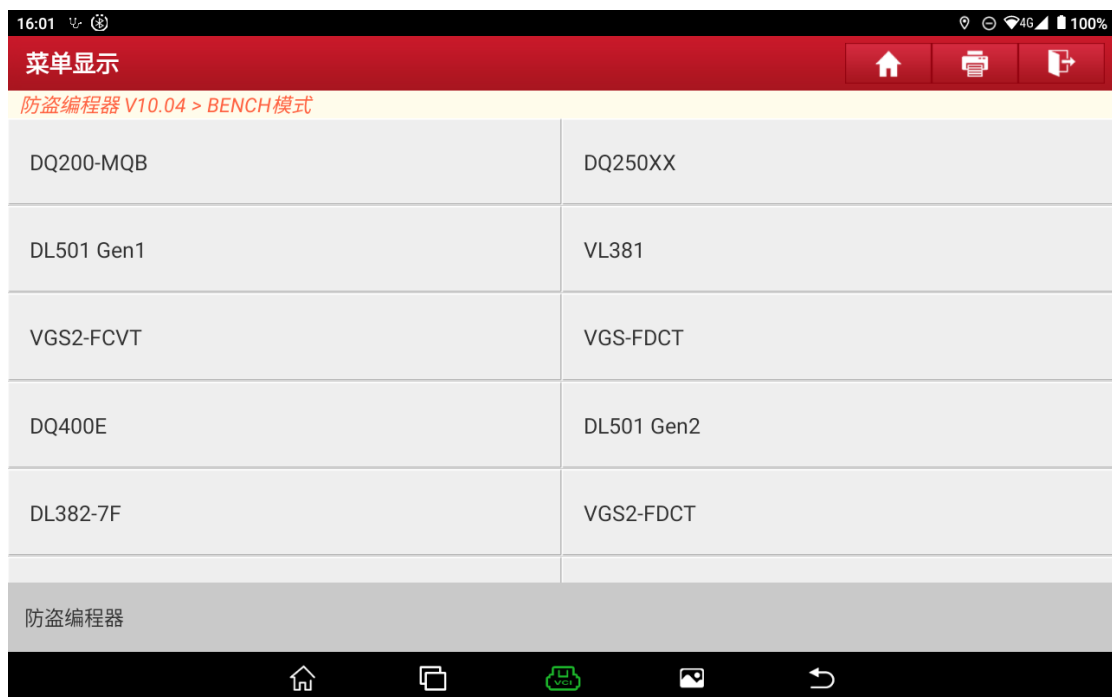 16:01 4G 100%
菜单显示
防盗编程器 V10.04 > BENCH模式
DQ200-MQB DQ250XX
DL501 Gen1 VL381
VGS2-FCVT VGS-FDCT
DQ400E DL501 Gen2
DL382-7F VGS2-FDCT
防盗编程器
VCI